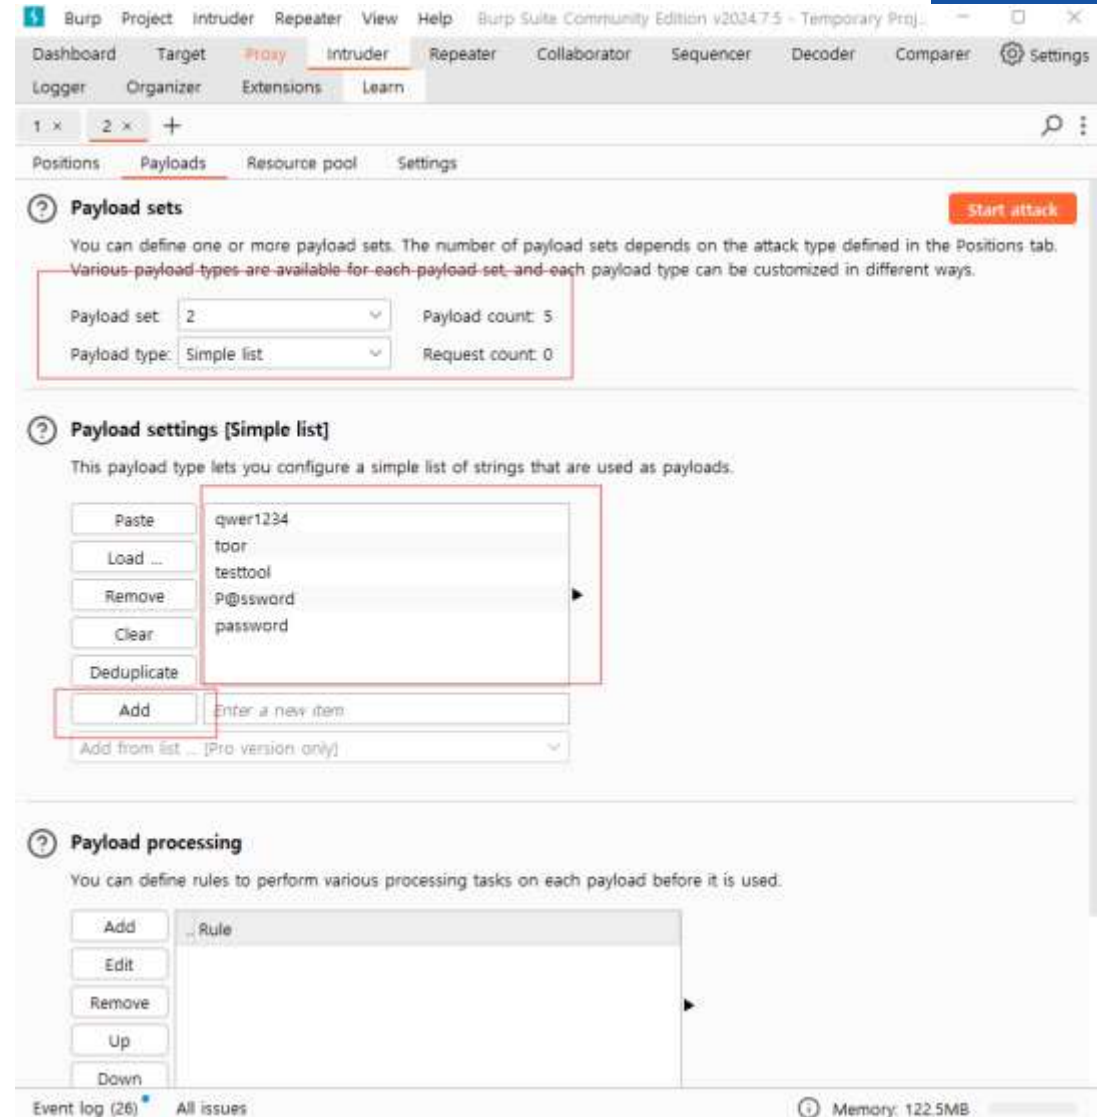 Burp Project Intruder Repeater View Help Burp Suite Community Edition v2024.7.5 - Temporary Proj...
Dashboard Target Proxy Intruder Repeater Collaborator Sequencer Decoder Comparer Settings
Logger Organizer Extensions Learn
1 × 2 × +
Positions Payloads Resource pool Settings
Payload sets
Start attack
You can define one or more payload sets. The number of payload sets depends on the attack type defined in the Positions tab.
Various payload types are available for each payload set, and each payload type can be customized in different ways.
Payload set: 2 Payload count: 5
Payload type: Simple list Request count: 0
Payload settings [Simple list]
This payload type lets you configure a simple list of strings that are used as payloads.
Paste
Load ...
Remove
Clear
Deduplicate
qwer1234
toor
testtool
P@ssword
password
Add Enter a new item
Add from list ... [Pro version only]
Payload processing
You can define rules to perform various processing tasks on each payload before it is used.
Add
Edit
Remove
Up
Down
.. Rule
Event log (26) All issues Memory: 122.5MB